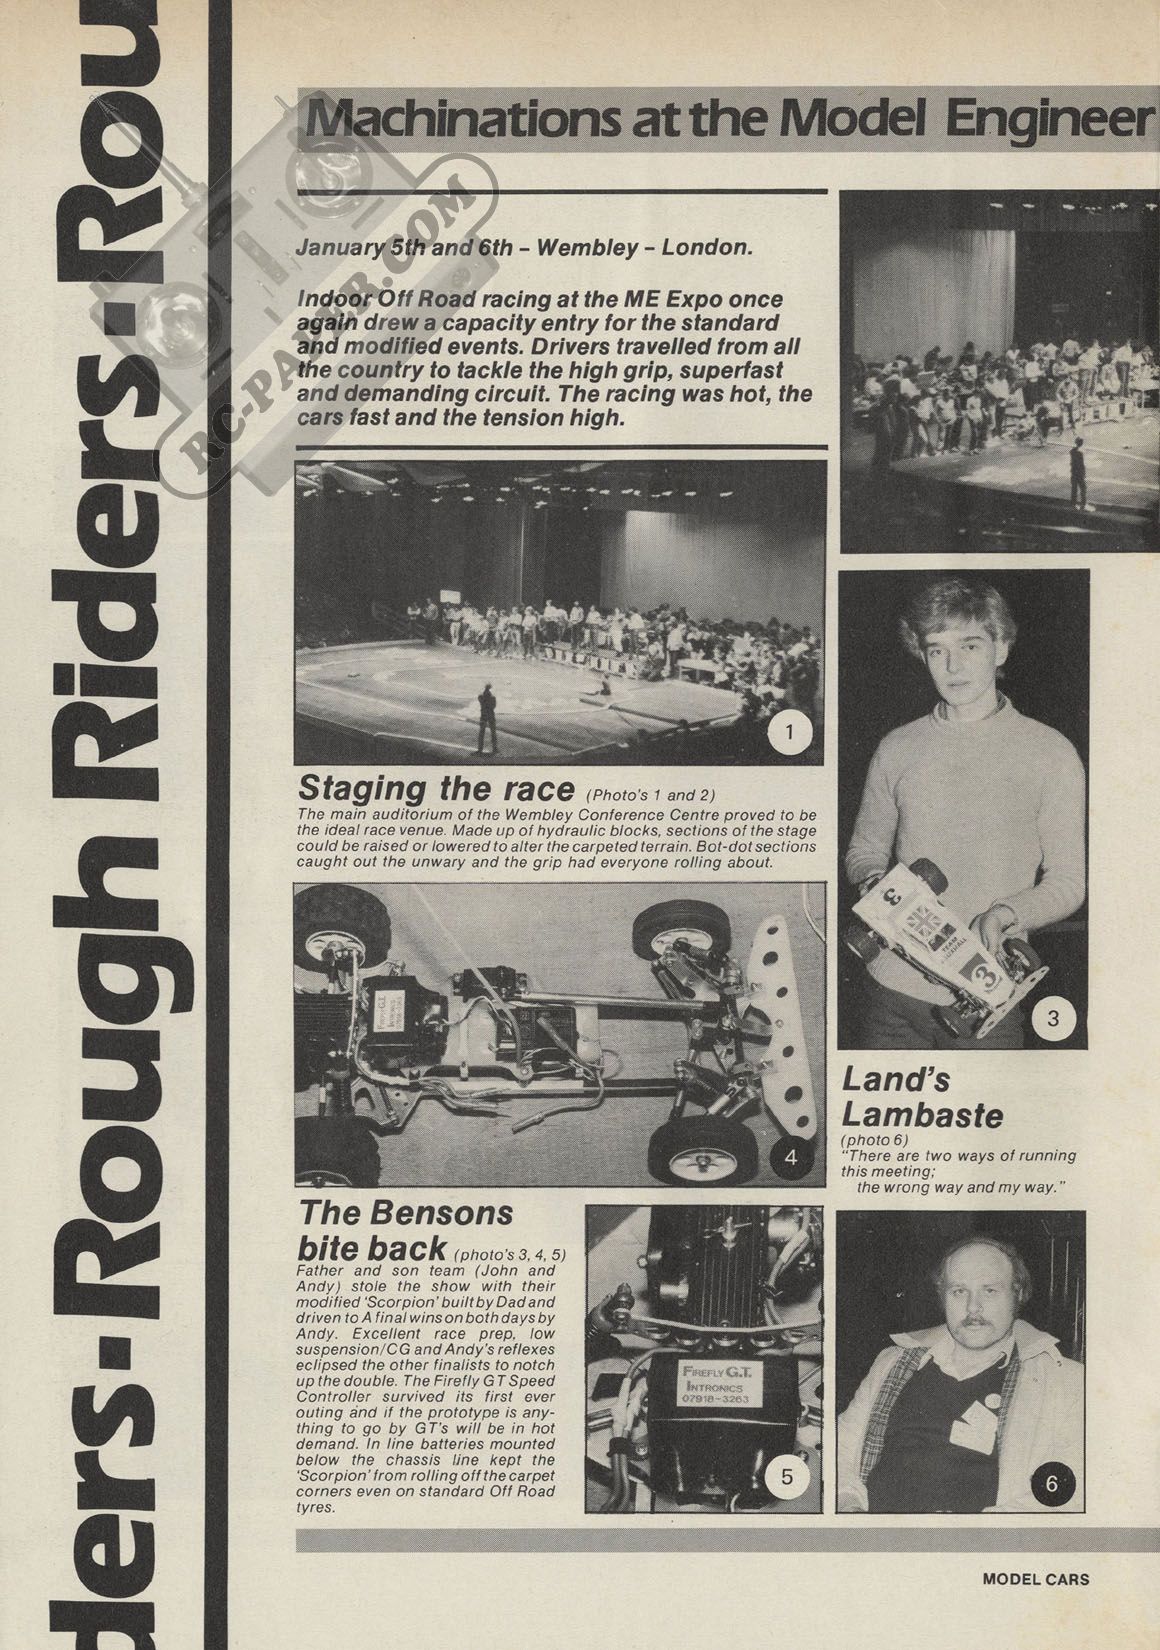 Rough Riders·Rou
ders·Rough Riders·Rou
Machinations at the Model Engineer
RC-PAPER.COM
January 5th and 6th – Wembley – London.
Indoor Off Road racing at the ME Expo once
again drew a capacity entry for the standard
and modified events. Drivers travelled from all
the country to tackle the high grip, superfast
and demanding circuit. The racing was hot, the
cars fast and the tension high.
1
Staging the race (Photo's 1 and 2)
The main auditorium of the Wembley Conference Centre proved to be
the ideal race venue. Made up of hydraulic blocks, sections of the stage
could be raised or lowered to alter the carpeted terrain. Bot-dot sections
caught out the unwary and the grip had everyone rolling about.
FIREFLY G.T.
INTRONICS
4
The Bensons
bite back (photo's 3, 4, 5)
Father and son team (John and
Andy) stole the show with their
modified 'Scorpion' built by Dad and
driven to A final wins on both days by
Andy. Excellent race prep, low
suspension/CG and Andy's reflexes
eclipsed the other finalists to notch
up the double. The Firefly GT Speed
Controller survived its first ever
outing and if the prototype is any-
thing to go by GT's will be in hot
demand. In line batteries mounted
below the chassis line kept the
'Scorpion' from rolling off the carpet
corners even on standard Off Road
tyres.
FIREFLY G.T.
INTRONICS
07918-3263
5
3
TEAM
3
3
Land's
Lambaste
(photo 6)
"There are two ways of running
this meeting;
the wrong way and my way."
6
MODEL CARS